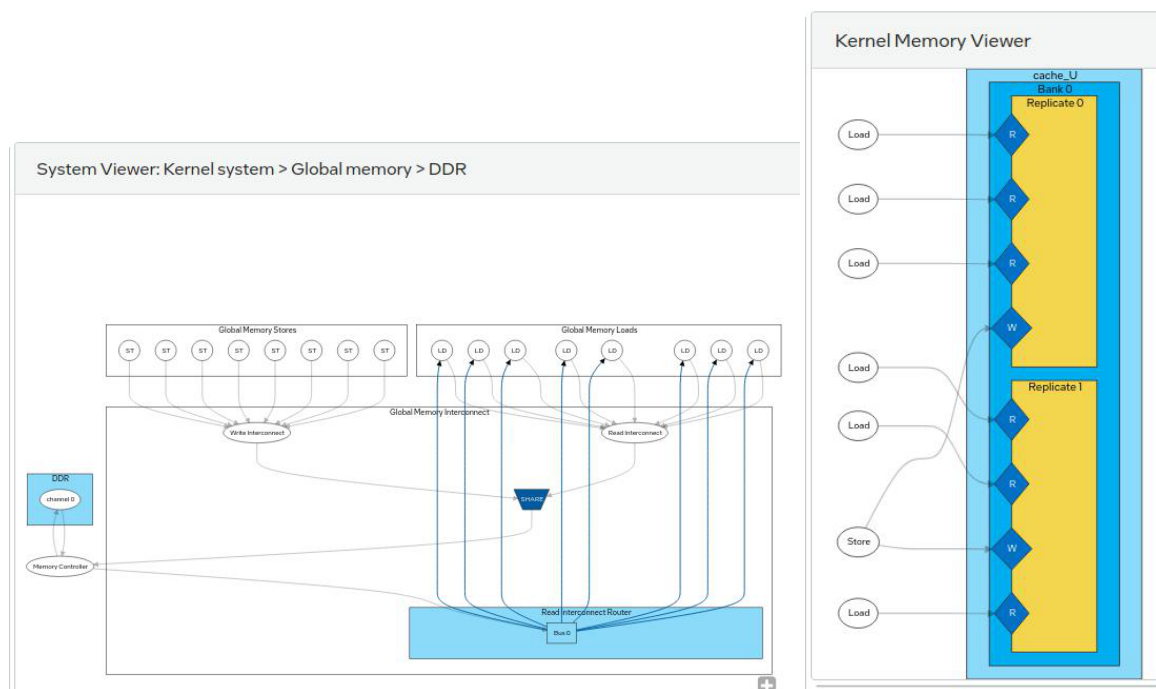 System Viewer: Kernel system > Global memory > DDR
Global Memory Stores
Global Memory Loads
ST ST ST ST ST ST ST ST
LD LD LD LD LD LD LD LD
Global Memory Interconnect
Write Interconnect
Read Interconnect
DDR
channel 0
SHARE
Memory Controller
Read Interconnect Router
Bus 0
Kernel Memory Viewer
cache_U
Bank 0
Replicate 0
Load R
Load R
Load R
W
Replicate 1
Load R
Load R
Store W
Load R